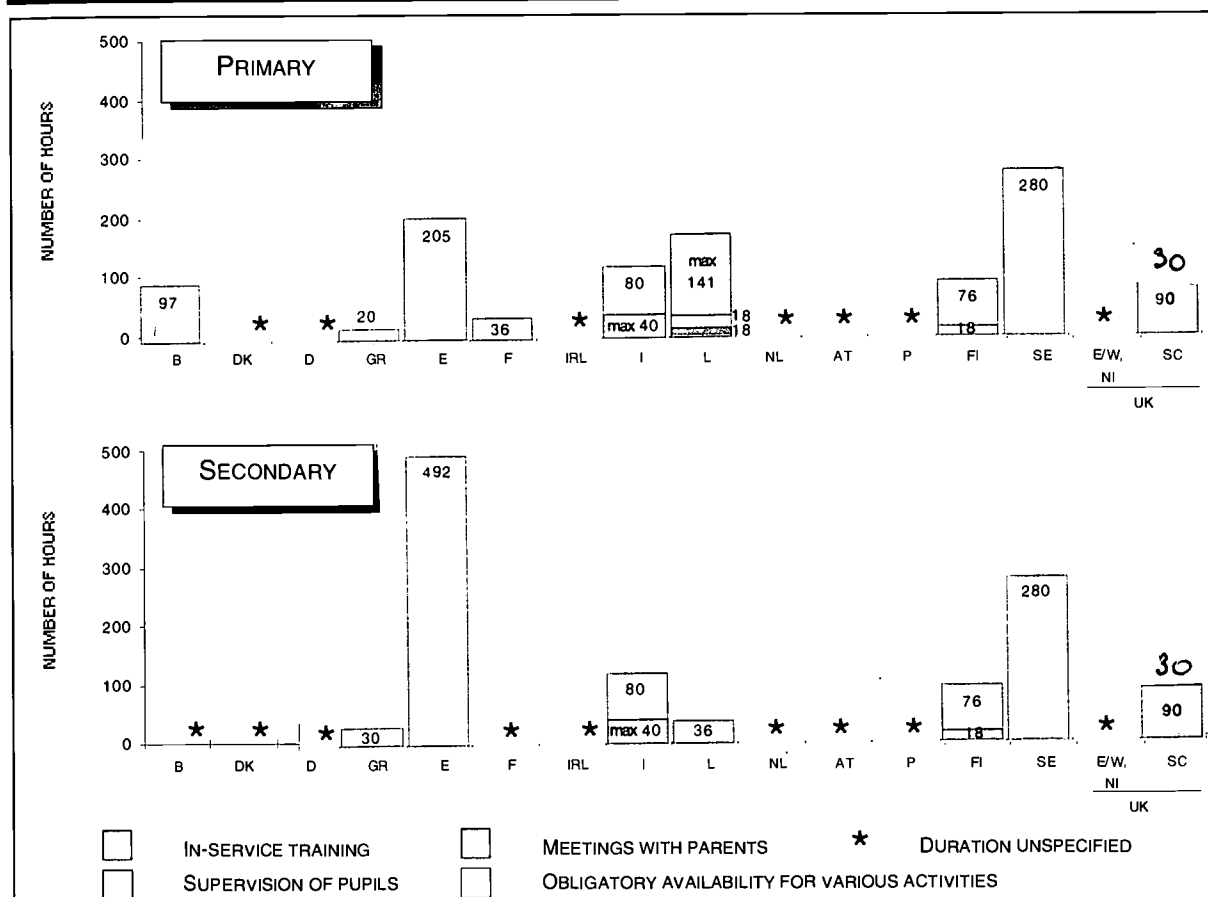 PRIMARY
NUMBER OF HOURS
500
400
300
200
100
0
97
20
205
36
80
max 40
max
141
18
18
76
18
280
30
90
B DK D GR E F IRL I L NL AT P FI SE E/W, SC
NI
UK
SECONDARY
NUMBER OF HOURS
500
400
300
200
100
0
30
492
80
max 40
36
76
18
280
30
90
B DK D GR E F IRL I L NL AT P FI SE E/W, SC
NI
UK
IN-SERVICE TRAINING MEETINGS WITH PARENTS ★ DURATION UNSPECIFIED
SUPERVISION OF PUPILS OBLIGATORY AVAILABILITY FOR VARIOUS ACTIVITIES